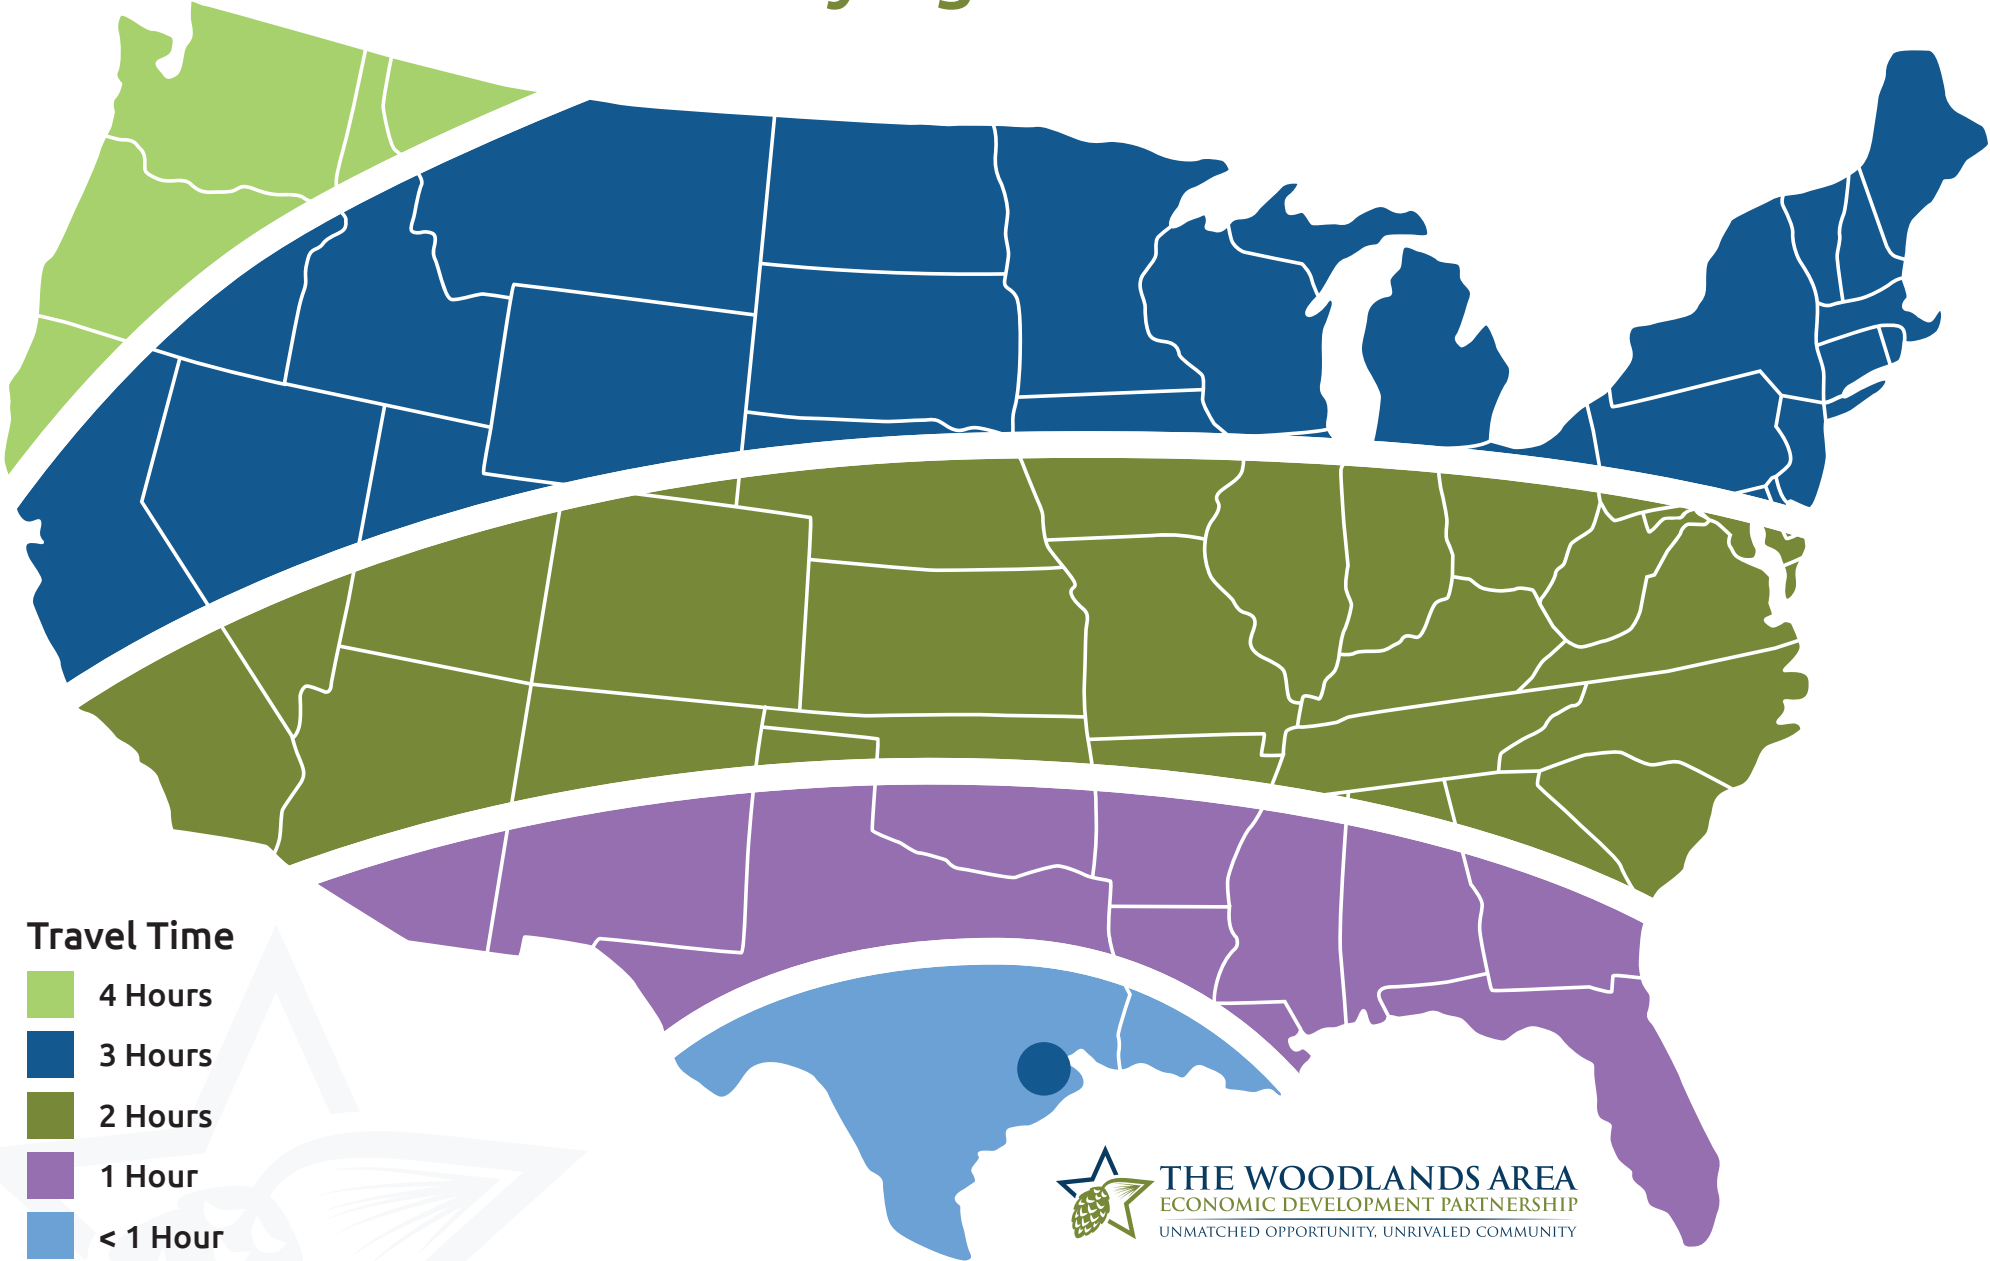 Travel Time
4 Hours
3 Hours
2 Hours
1 Hour
< 1 Hour
THE WOODLANDS AREA
ECONOMIC DEVELOPMENT PARTNERSHIP
UNMATCHED OPPORTUNITY, UNRIVALED COMMUNITY